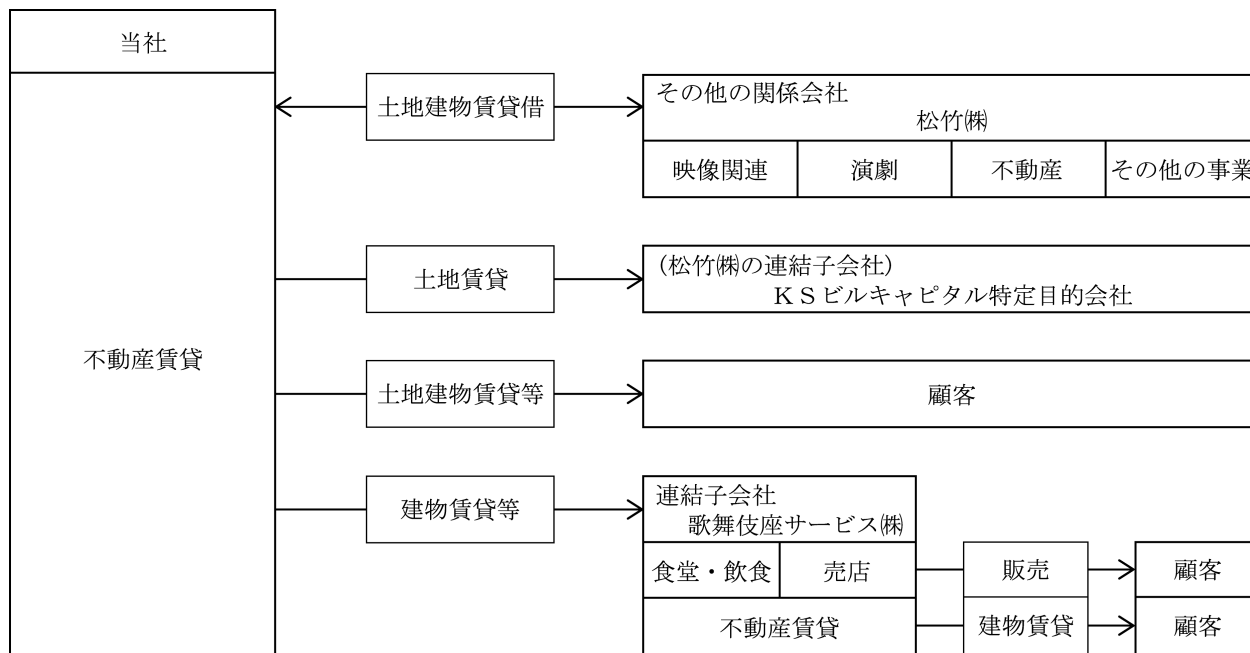 当社
不動産賃貸
土地建物賃貸借
その他の関係会社
松竹㈱
映像関連
演劇
不動産
その他の事業
土地賃貸
（松竹㈱の連結子会社）
ＫＳビルキャピタル特定目的会社
土地建物賃貸等
顧客
建物賃貸等
連結子会社
歌舞伎座サービス㈱
食堂・飲食
売店
販売
顧客
不動産賃貸
建物賃貸
顧客